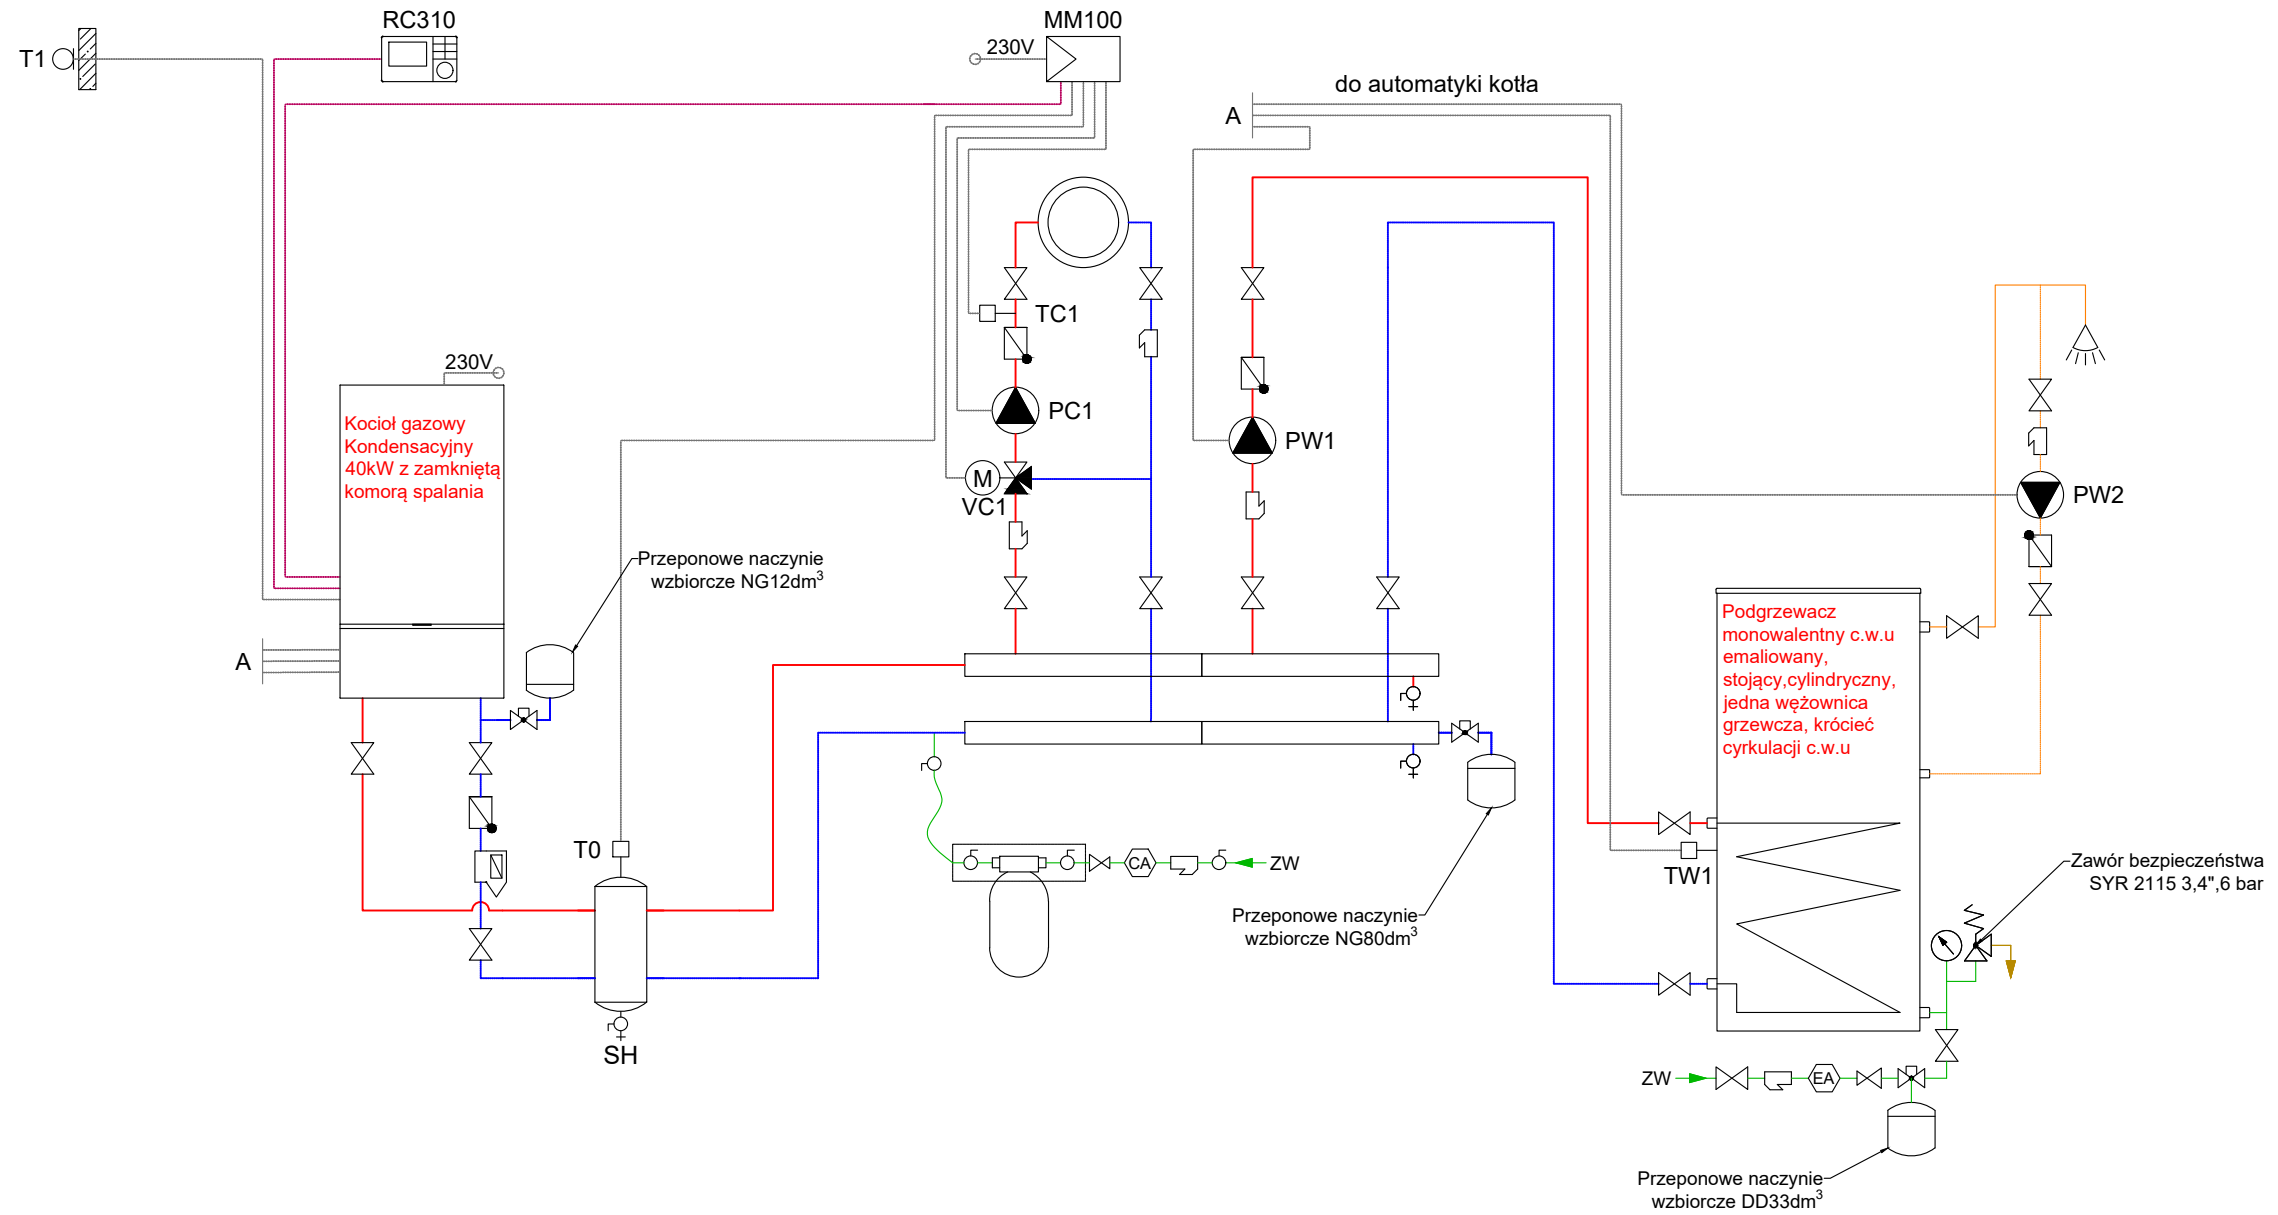 RC310
MM100
T1
230V
do automatyki kotła
A
TC1
230V
PC1
PW1
Kocioł gazowy
Kondensacyjny
40kW z zamkniętą
komorą spalania
M
VC1
PW2
Przeponowe naczynie
wzbiorcze NG12dm³
A
Podgrzewacz
monowalentny c.w.u
emaliowany,
stojący,cylindryczny,
jedna wężownica
grzewcza, króciec
cyrkulacji c.w.u
T0
CA
ZW
TW1
Zawór bezpieczeństwa
SYR 2115 3,4",6 bar
Przeponowe naczynie
wzbiorcze NG80dm³
SH
ZW
EA
Przeponowe naczynie
wzbiorcze DD33dm³